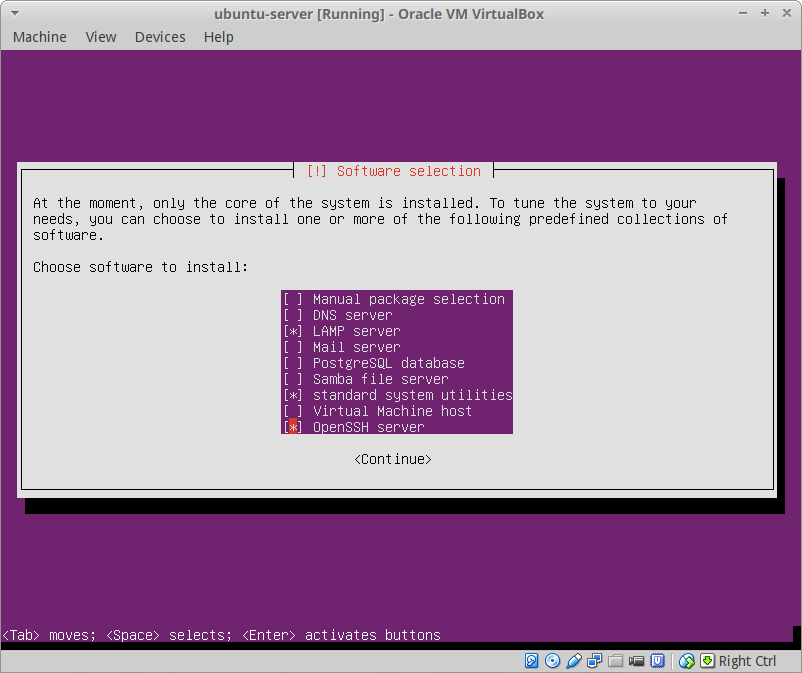 ubuntu-server [Running] - Oracle VM VirtualBox
Machine View Devices Help
[!] Software selection
At the moment, only the core of the system is installed. To tune the system to your
needs, you can choose to install one or more of the following predefined collections of
software.
Choose software to install:
[ ] Manual package selection
[ ] DNS server
[*] LAMP server
[ ] Mail server
[ ] PostgreSQL database
[ ] Samba file server
[*] standard system utilities
[ ] Virtual Machine host
[*] OpenSSH server
<Continue>
<Tab> moves; <Space> selects; <Enter> activates buttons
Right Ctrl